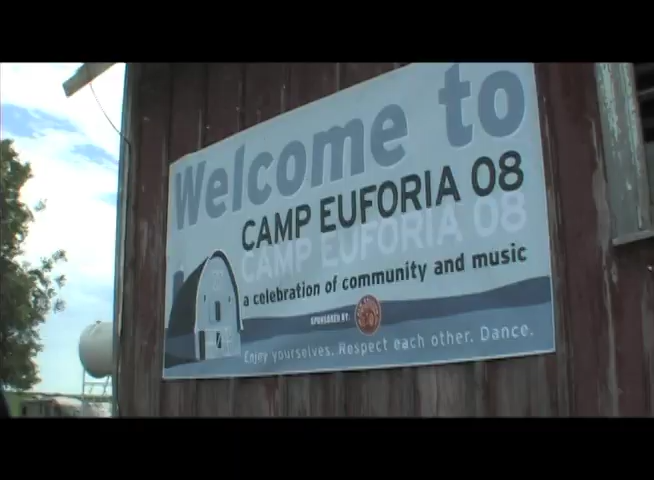 Welcome to
CAMP EUFORIA 08
CAMP EUFORIA 08
a celebration of community and music
SPONSORED BY:
Enjoy yourselves. Respect each other. Dance.